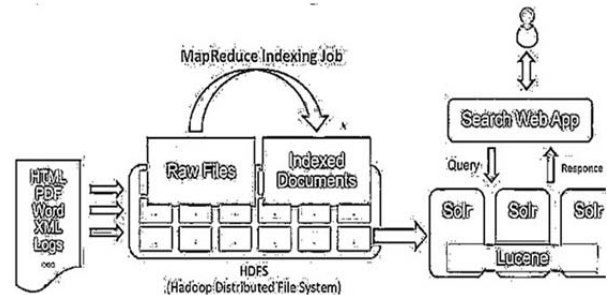 MapReduce Indexing Job
HTML
PDF
Word
XML
Logs
Raw Files
Indexed
Documents
HDFS
(Hadoop Distributed File System)
Search Web App
Query
Responce
Solr
Solr
Solr
Lucene